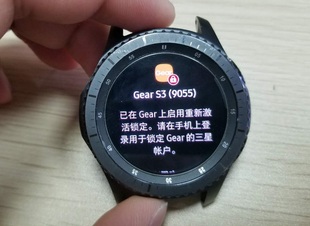 Gear
Gear S3 (9055)
已在 Gear 上启用重新激
活锁定。请在手机上登
录用于锁定 Gear 的三星
帐户。